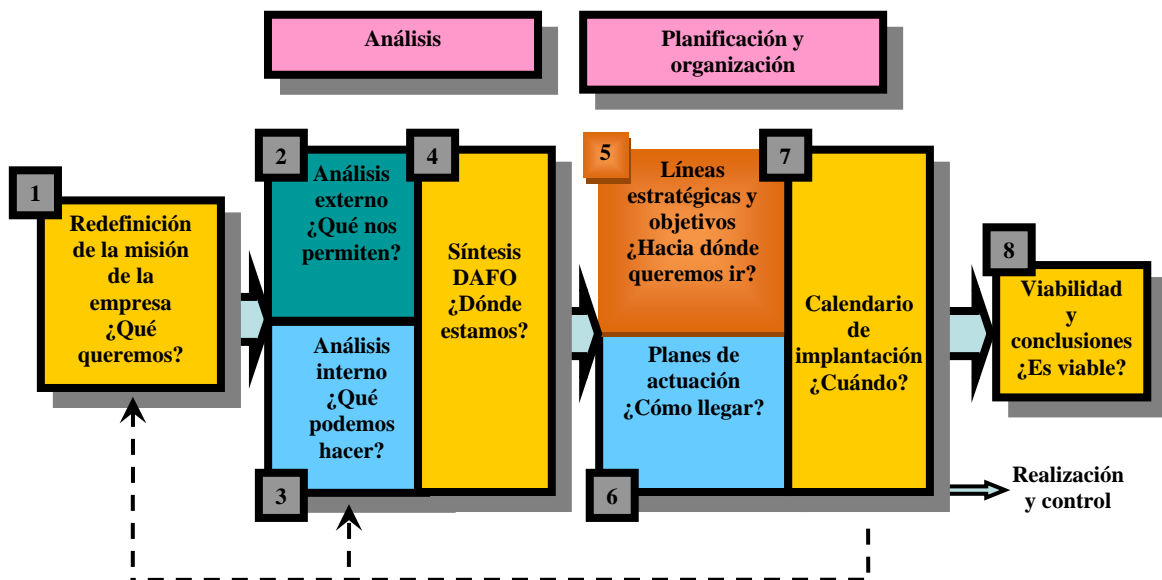 Análisis
Planificación y
organización
1
Redefinición
de la misión
de la
empresa
¿Qué
queremos?
2
Análisis
externo
¿Qué nos
permiten?
3
Análisis
interno
¿Qué
podemos
hacer?
4
Síntesis
DAFO
¿Dónde
estamos?
5
Líneas
estratégicas y
objetivos
¿Hacia dónde
queremos ir?
6
Planes de
actuación
¿Cómo llegar?
7
Calendario
de
implantación
¿Cuándo?
8
Viabilidad
y
conclusiones
¿Es viable?
Realización
y control